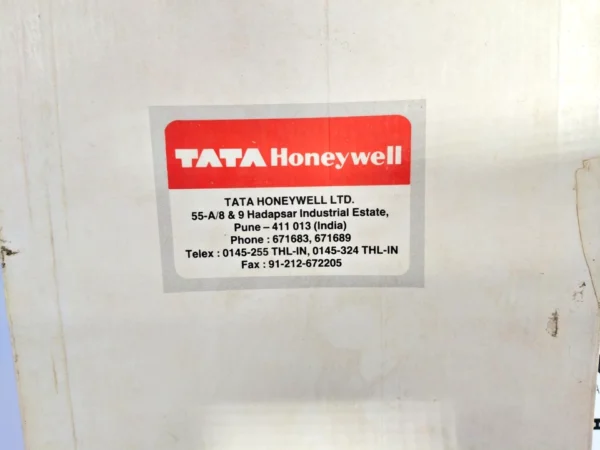 TATA Honeywell
TATA HONEYWELL LTD.
55-A/8 & 9 Hadapsar Industrial Estate,
Pune – 411 013 (India)
Phone : 671683, 671689
Telex : 0145-255 THL-IN, 0145-324 THL-IN
Fax : 91-212-672205